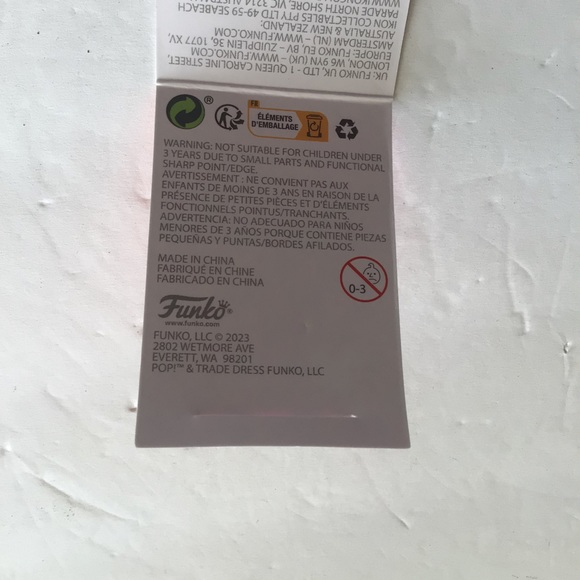 UK: FUNKO UK, LTD - 1 QUEEN CAROLINE STREET,
LONDON, W6 9YN (UK) - WWW.FUNKO.COM
EUROPE: FUNKO EU, BV - ZUIDPLEIN 36, 1077 XV,
AMSTERDAM (NL) - WWW.FUNKO.COM
AUSTRALIA & NEW ZEALAND:
IKON COLLECTABLES PTY LTD 49-59 SEABEACH
PARADE NORTH SHORE, VIC 3214
®
FR
ÉLÉMENTS
D'EMBALLAGE
WARNING: NOT SUITABLE FOR CHILDREN UNDER
3 YEARS DUE TO SMALL PARTS AND FUNCTIONAL
SHARP POINT/EDGE.
AVERTISSEMENT : NE CONVIENT PAS AUX
ENFANTS DE MOINS DE 3 ANS EN RAISON DE LA
PRÉSENCE DE PETITES PIÈCES ET D'ÉLÉMENTS
FONCTIONNELS POINTUS/TRANCHANTS.
ADVERTENCIA: NO ADECUADO PARA NIÑOS
MENORES DE 3 AÑOS PORQUE CONTIENE PIEZAS
PEQUEÑAS Y PUNTAS/BORDES AFILADOS.
MADE IN CHINA
FABRIQUÉ EN CHINE
FABRICADO EN CHINA
0-3
Funko®
www.funko.com
FUNKO, LLC © 2023
2802 WETMORE AVE
EVERETT, WA 98201
POP!™ & TRADE DRESS FUNKO, LLC